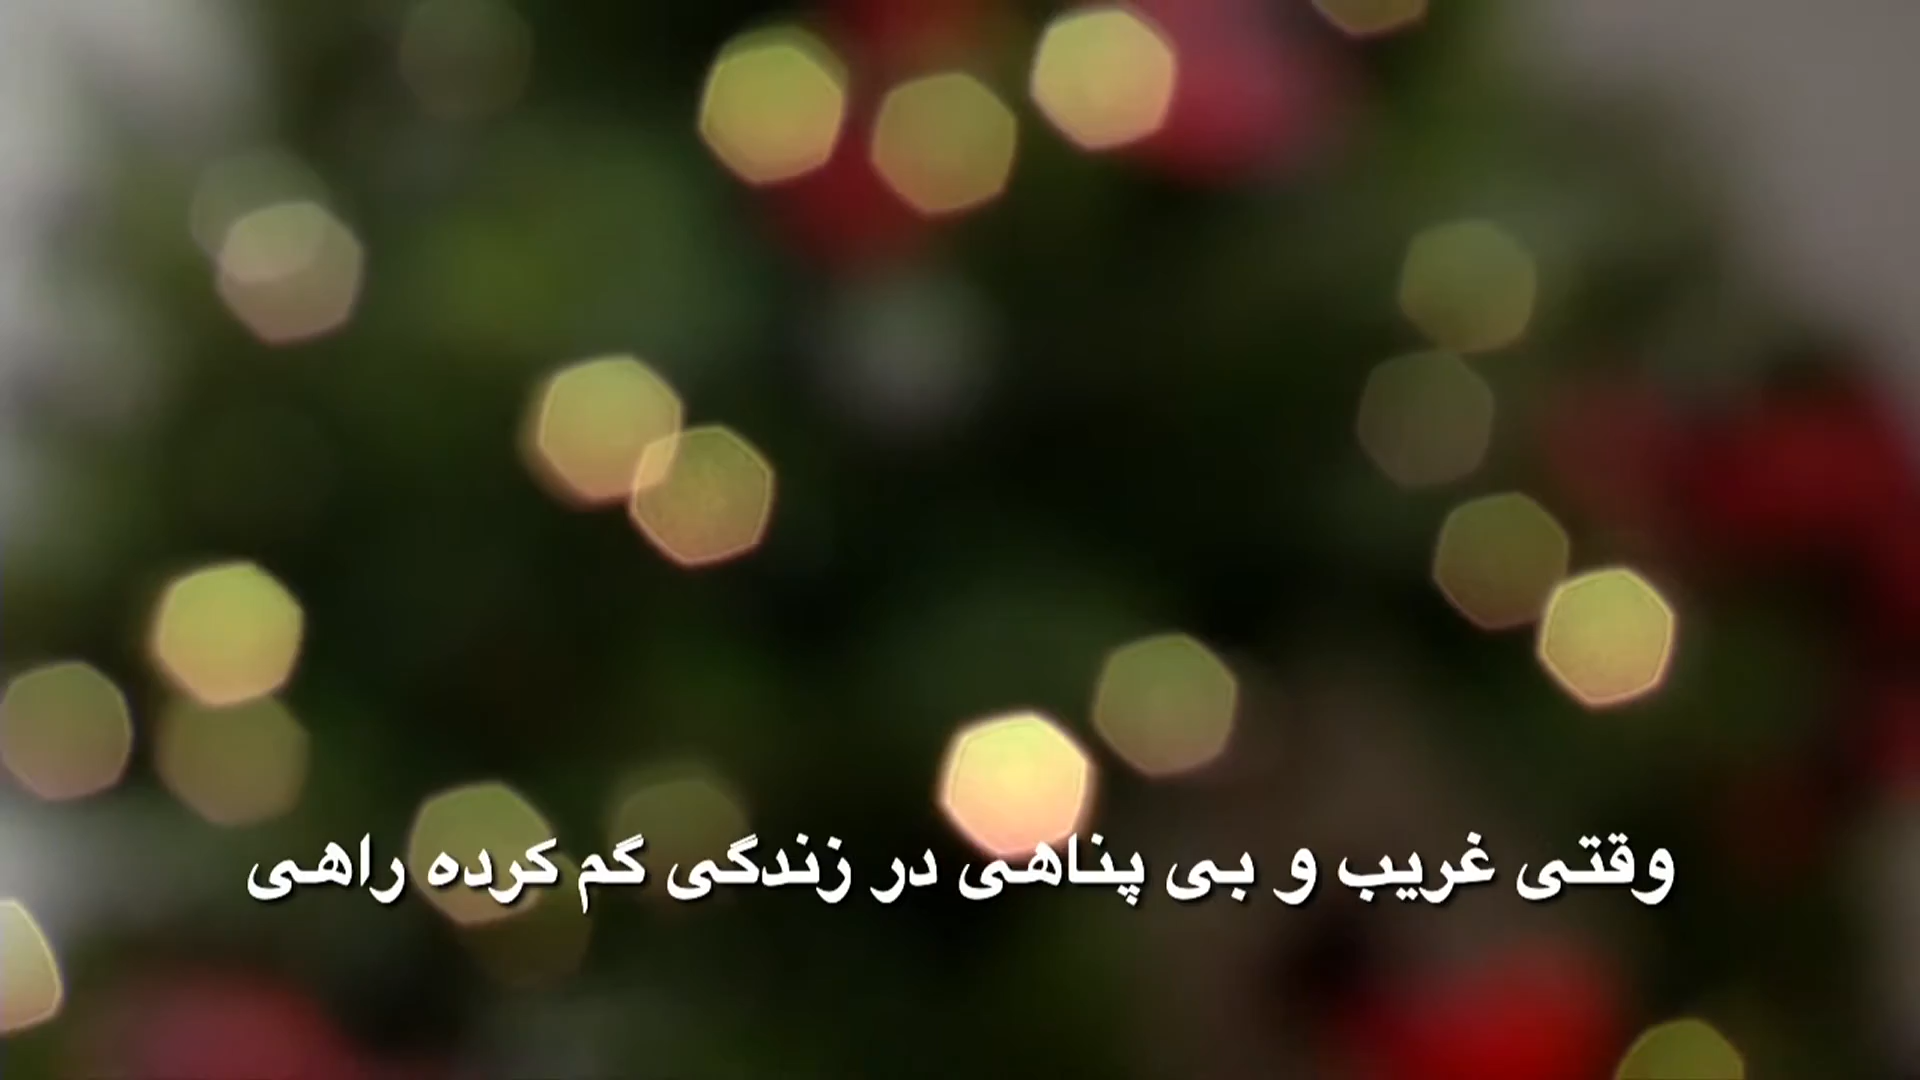 وقتی غریب و بی پناهی در زندگی گم کرده راهی